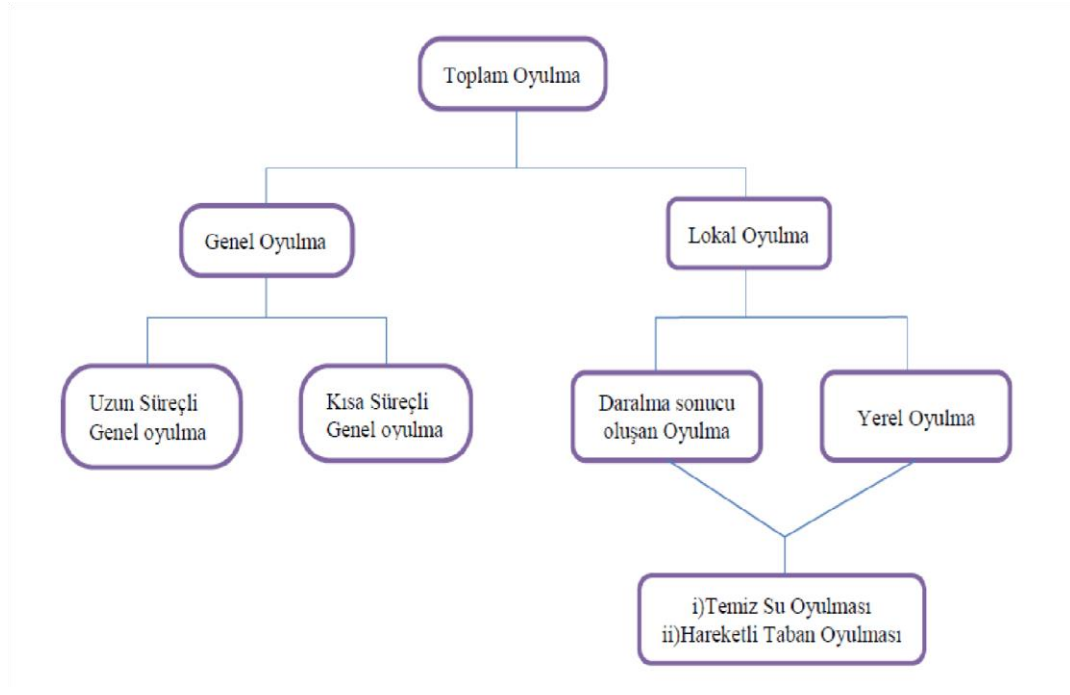 Toplam Oyulma
Genel Oyulma
Lokal Oyulma
Uzun Süreçli
Genel oyulma
Kısa Süreçli
Genel oyulma
Daralma sonucu
oluşan Oyulma
Yerel Oyulma
i)Temiz Su Oyulması
ii)Hareketli Taban Oyulması